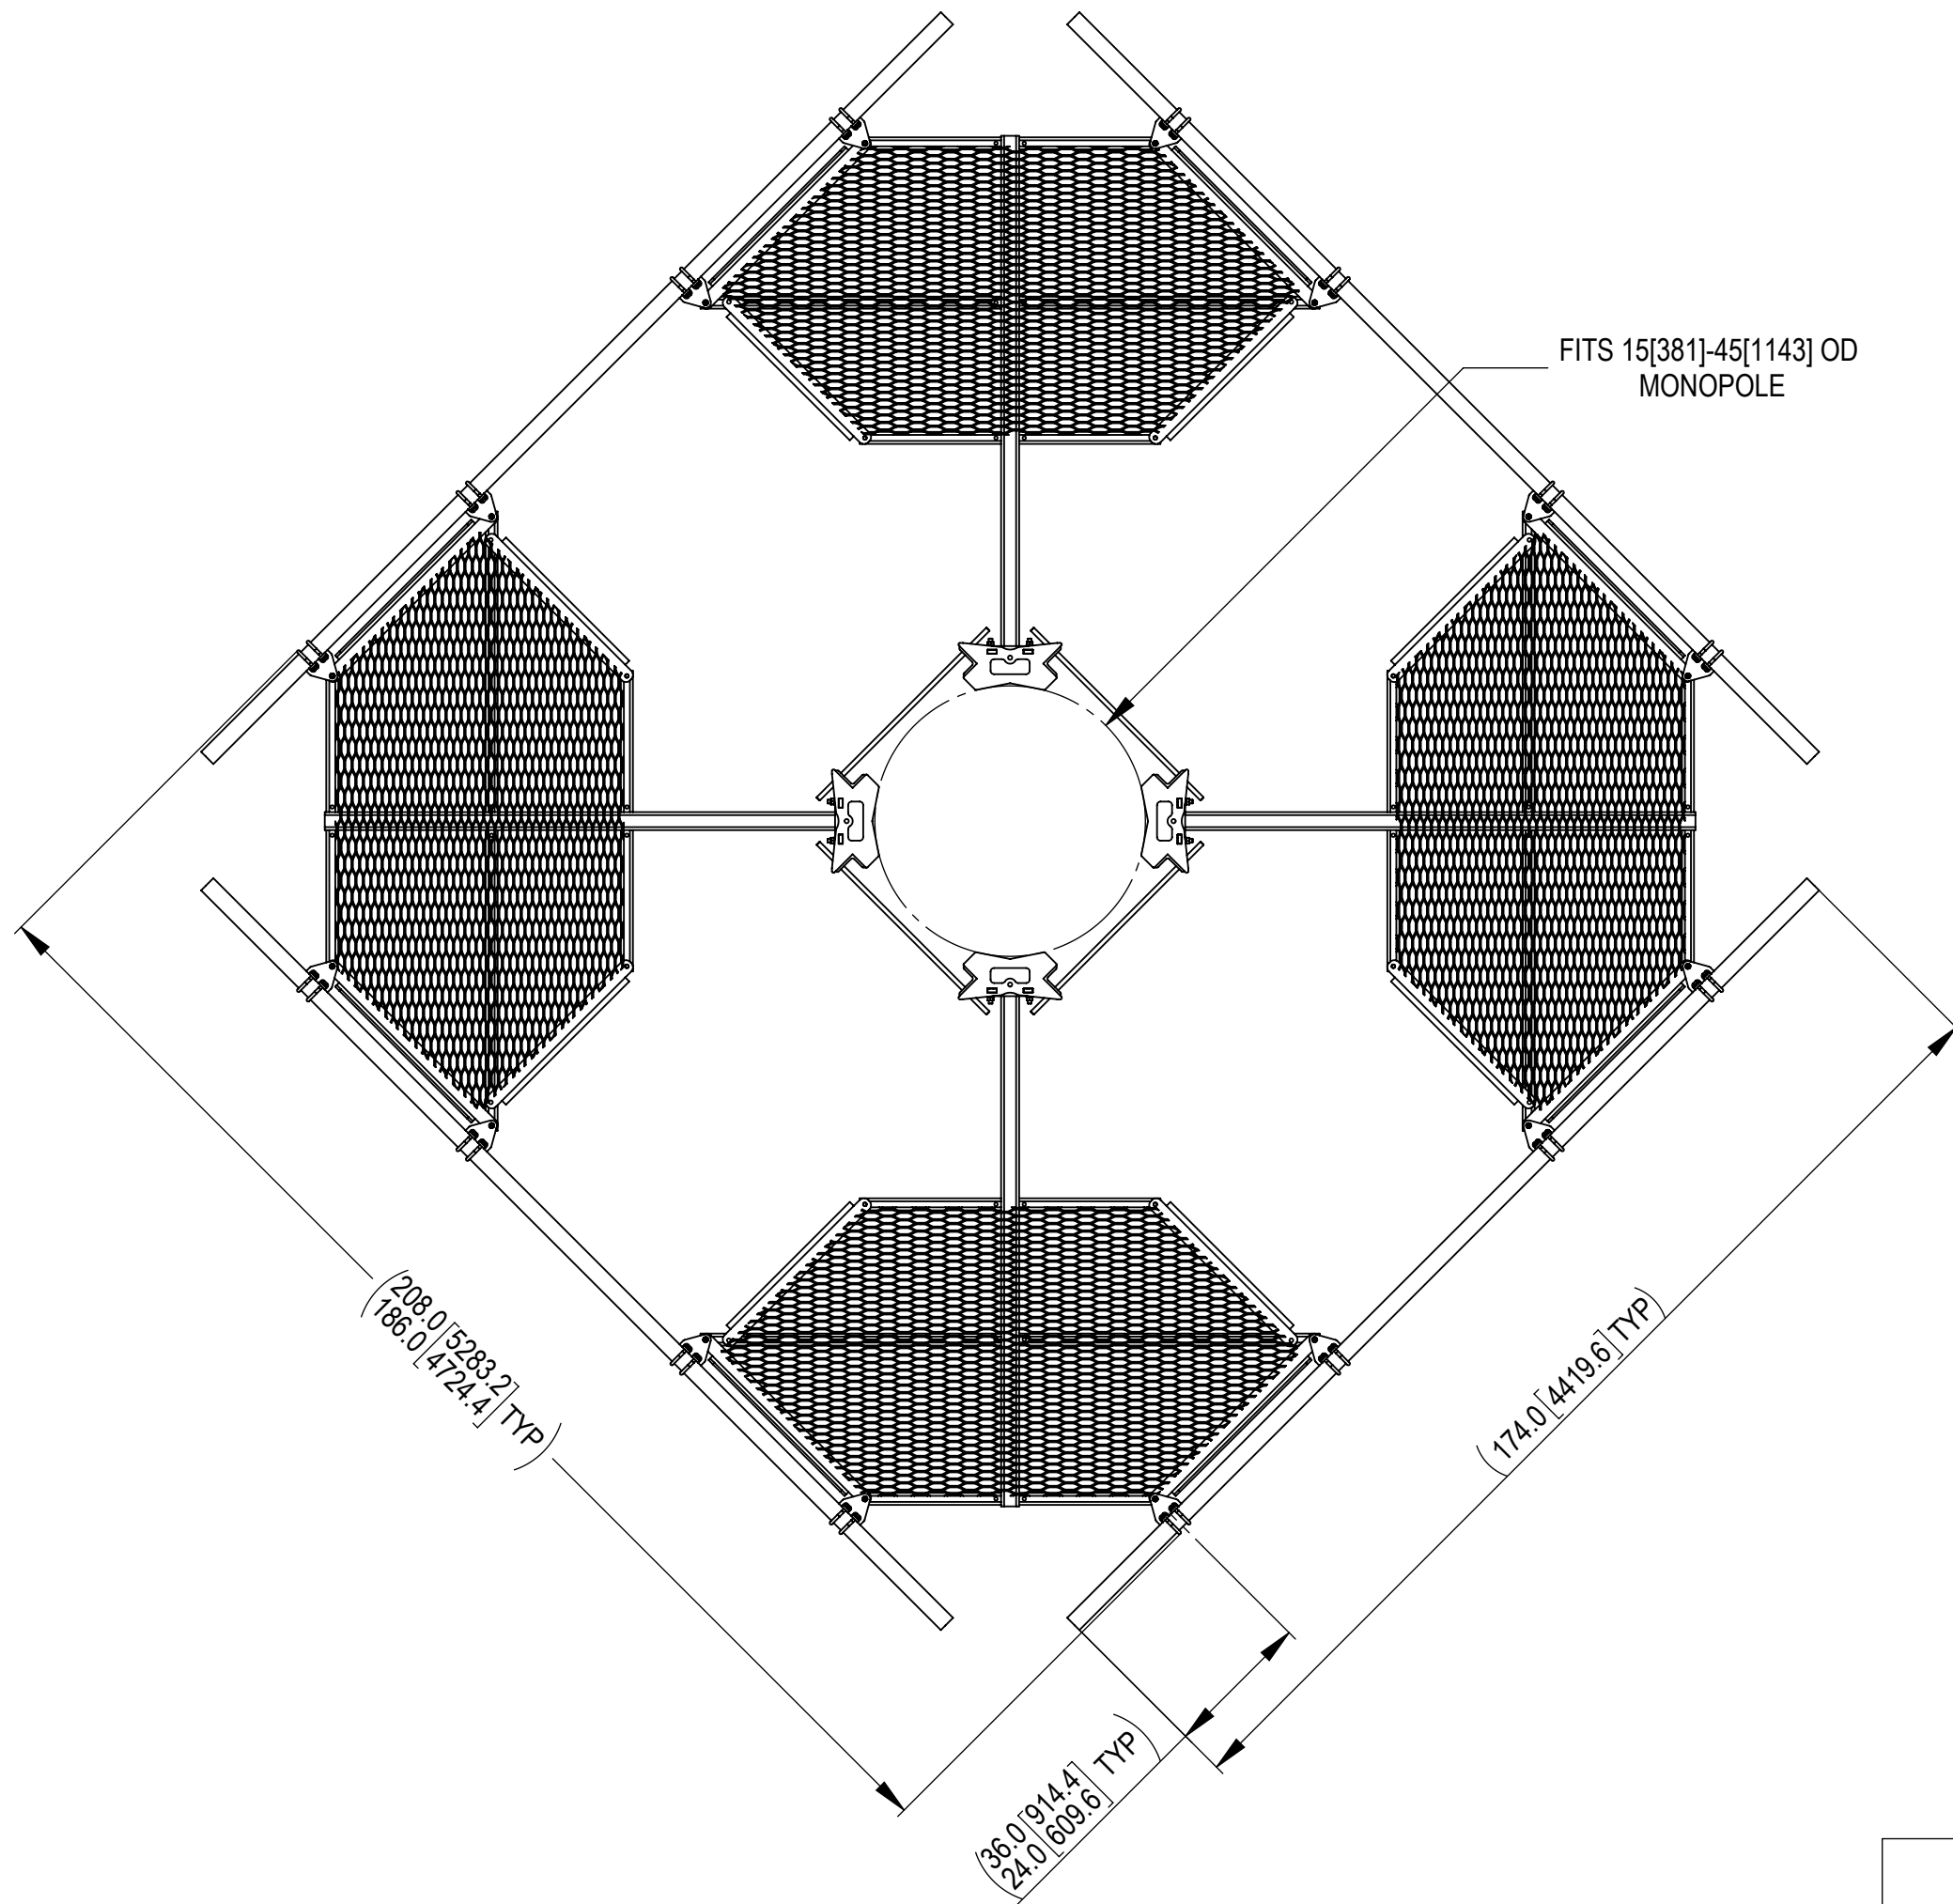 FITS 15[381]-45[1143] OD
MONOPOLE
208.0 [5283.2]
186.0 [4724.4] TYP
(174.0 [4419.6] TYP)
36.0 [914.4]
24.0 [609.6] TYP